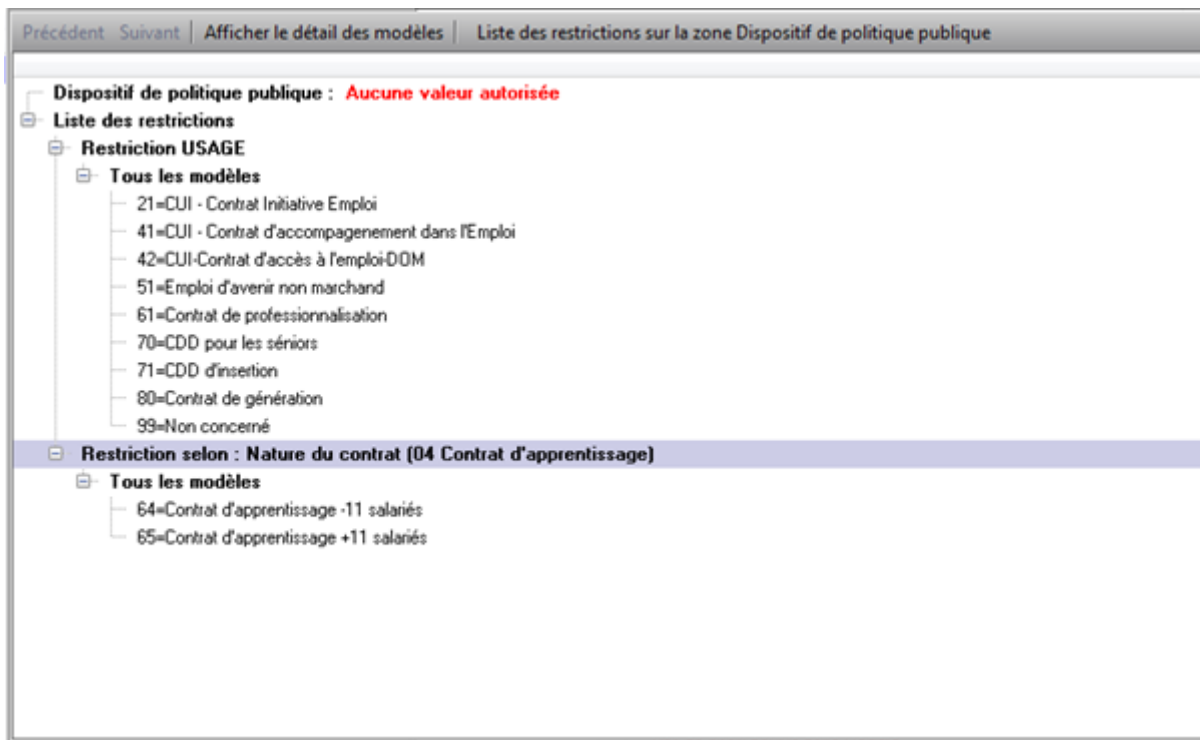 Précédent Suivant Afficher le détail des modèles Liste des restrictions sur la zone Dispositif de politique publique
Dispositif de politique publique : Aucune valeur autorisée
Liste des restrictions
Restriction USAGE
Tous les modèles
21=CUI - Contrat Initiative Emploi
41=CUI - Contrat d'accompagenement dans l'Emploi
42=CUI-Contrat d'accès à l'emploi-DOM
51=Emploi d'avenir non marchand
61=Contrat de professionnalisation
70=CDD pour les séniors
71=CDD d'insertion
80=Contrat de génération
99=Non concerné
Restriction selon : Nature du contrat (04 Contrat d'apprentissage)
Tous les modèles
64=Contrat d'apprentissage -11 salariés
65=Contrat d'apprentissage +11 salariés